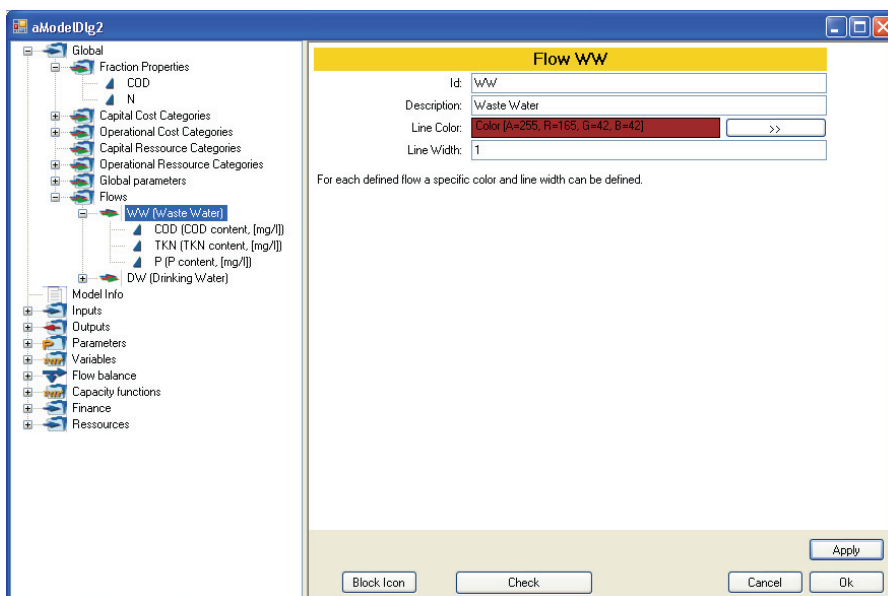 aModelDlg2
Global
Fraction Properties
COD
N
Capital Cost Categories
Operational Cost Categories
Capital Ressource Categories
Operational Ressource Categories
Global parameters
Flows
WW (Waste Water)
COD (COD content, [mg/l])
TKN (TKN content, [mg/l])
P (P content, [mg/l])
DW (Drinking Water)
Model Info
Inputs
Outputs
Parameters
Variables
Flow balance
Capacity functions
Finance
Ressources
Flow WW
Id: WW
Description: Waste Water
Line Color: Color [A=255, R=165, G=42, B=42] >>
Line Width: 1
For each defined flow a specific color and line width can be defined.
Apply
Block Icon Check Cancel Ok